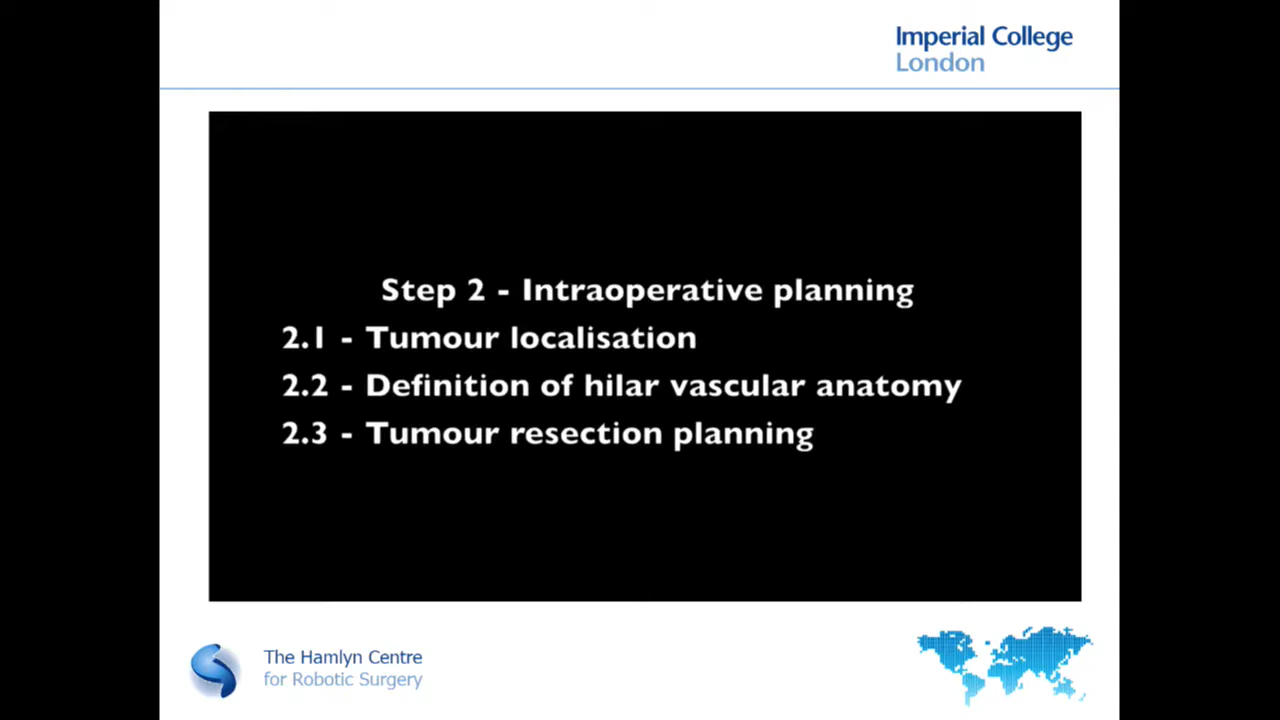 Imperial College
London
Step 2 - Intraoperative planning
2.1 - Tumour localisation
2.2 - Definition of hilar vascular anatomy
2.3 - Tumour resection planning
The Hamlyn Centre
for Robotic Surgery